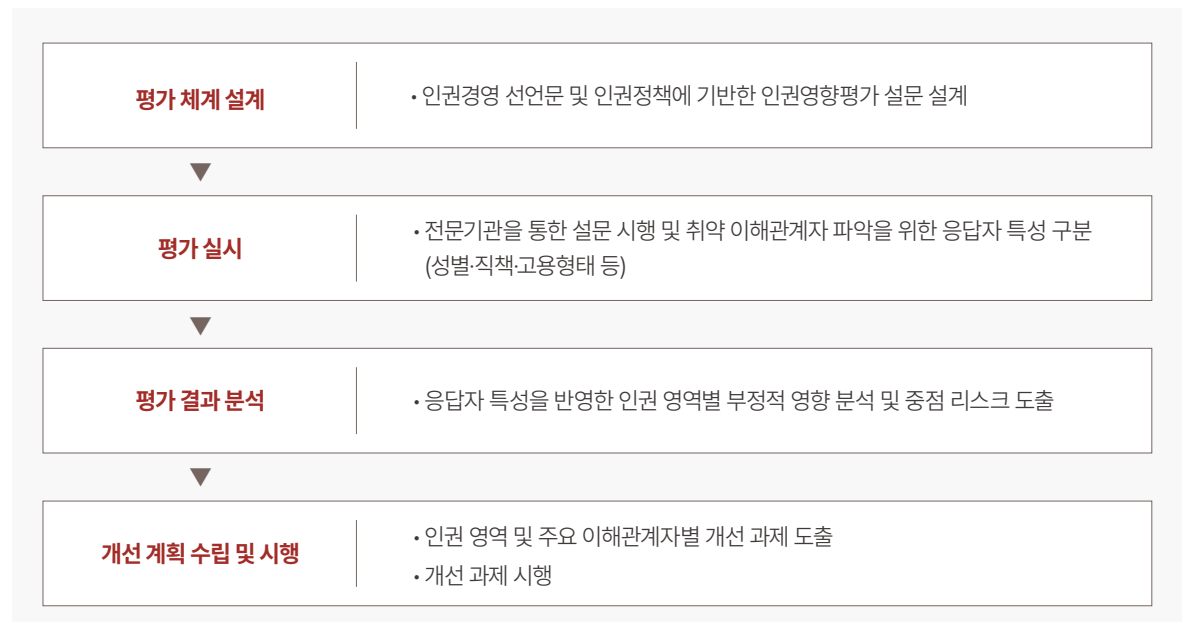 평가 체계 설계
• 인권경영 선언문 및 인권정책에 기반한 인권영향평가 설문 설계
평가 실시
• 전문기관을 통한 설문 시행 및 취약 이해관계자 파악을 위한 응답자 특성 구분
(성별·직책·고용형태 등)
평가 결과 분석
• 응답자 특성을 반영한 인권 영역별 부정적 영향 분석 및 중점 리스크 도출
개선 계획 수립 및 시행
• 인권 영역 및 주요 이해관계자별 개선 과제 도출
• 개선 과제 시행